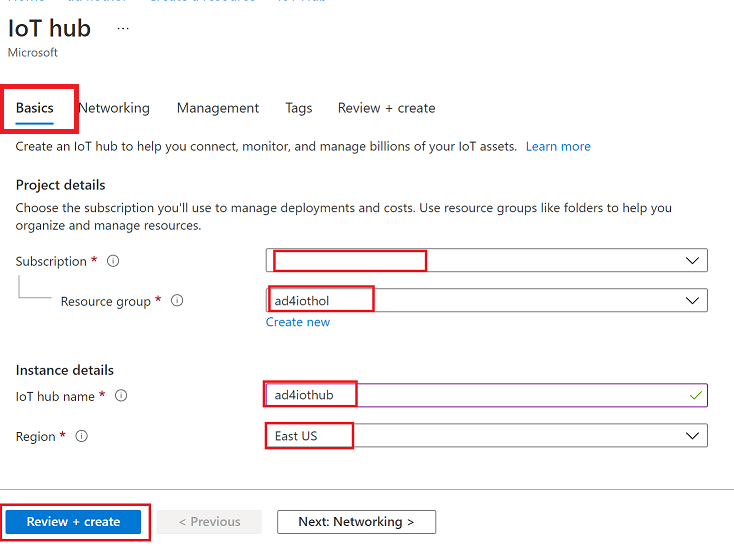 IoT hub ...
Microsoft
Basics Networking Management Tags Review + create
Create an IoT hub to help you connect, monitor, and manage billions of your IoT assets. Learn more
Project details
Choose the subscription you'll use to manage deployments and costs. Use resource groups like folders to help you
organize and manage resources.
Subscription *
Resource group * ad4iothol
Create new
Instance details
IoT hub name * ad4iothub
Region * East US
Review + create < Previous Next: Networking >